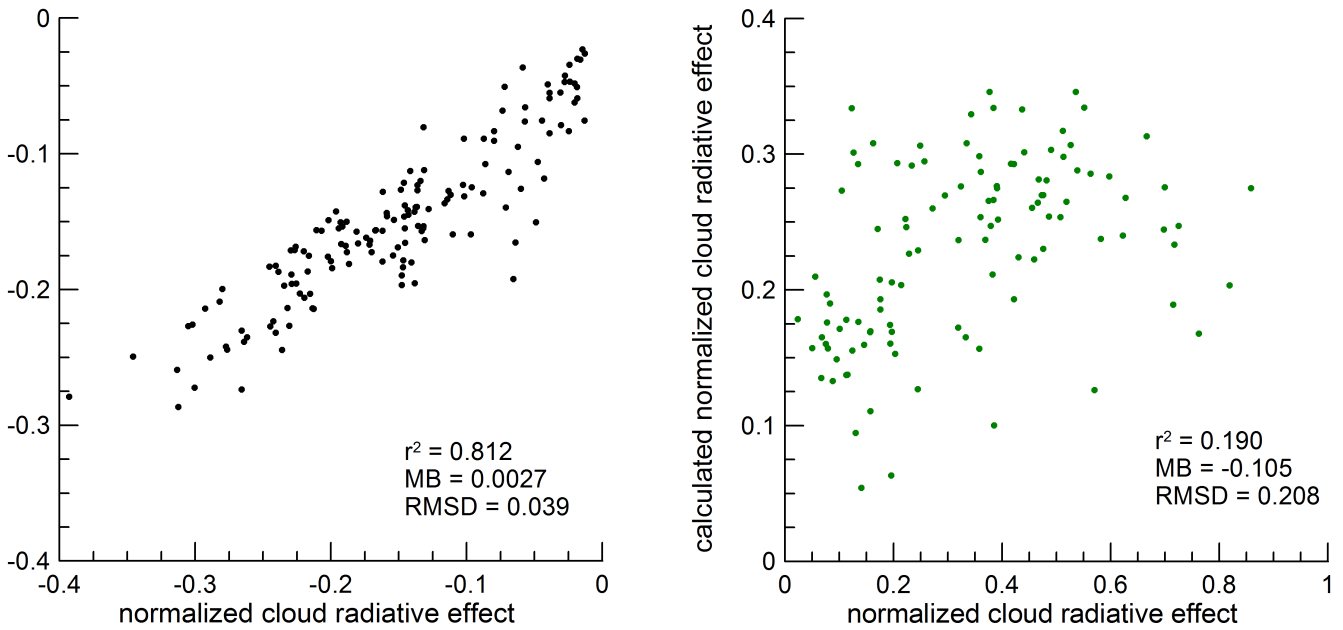 0
-0.1
-0.2
-0.3
-0.4
-0.4
-0.3
-0.2
-0.1
0
normalized cloud radiative effect
r² = 0.812
MB = 0.0027
RMSD = 0.039
calculated normalized cloud radiative effect
0.4
0.3
0.2
0.1
0
0
0.2
0.4
0.6
0.8
1
normalized cloud radiative effect
r² = 0.190
MB = -0.105
RMSD = 0.208